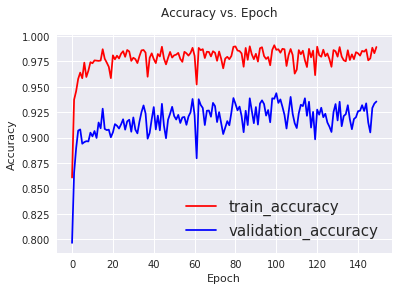 Accuracy vs. Epoch
1.000
0.975
0.950
0.925
0.900
0.875
0.850
0.825
0.800
Accuracy
train_accuracy
validation_accuracy
0 20 40 60 80 100 120 140
Epoch